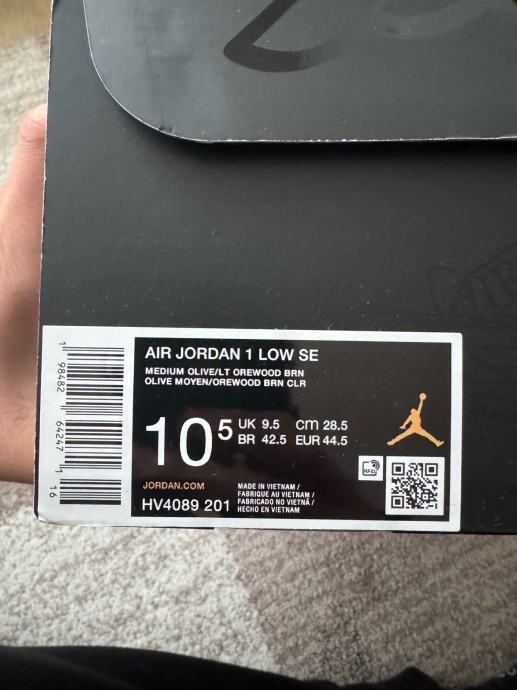 AIR JORDAN 1 LOW SE
MEDIUM OLIVE/LT OREWOOD BRN
OLIVE MOYEN/OREWOOD BRN CLR
10⁵
UK 9.5 cm 28.5
BR 42.5 EUR 44.5
RFID
JORDAN.COM
HV4089 201
MADE IN VIETNAM /
FABRIQUE AU VIETNAM /
FABRICADO NO VIETNÃ /
HECHO EN VIETNAM
1 98482 64247 1 16
AIR